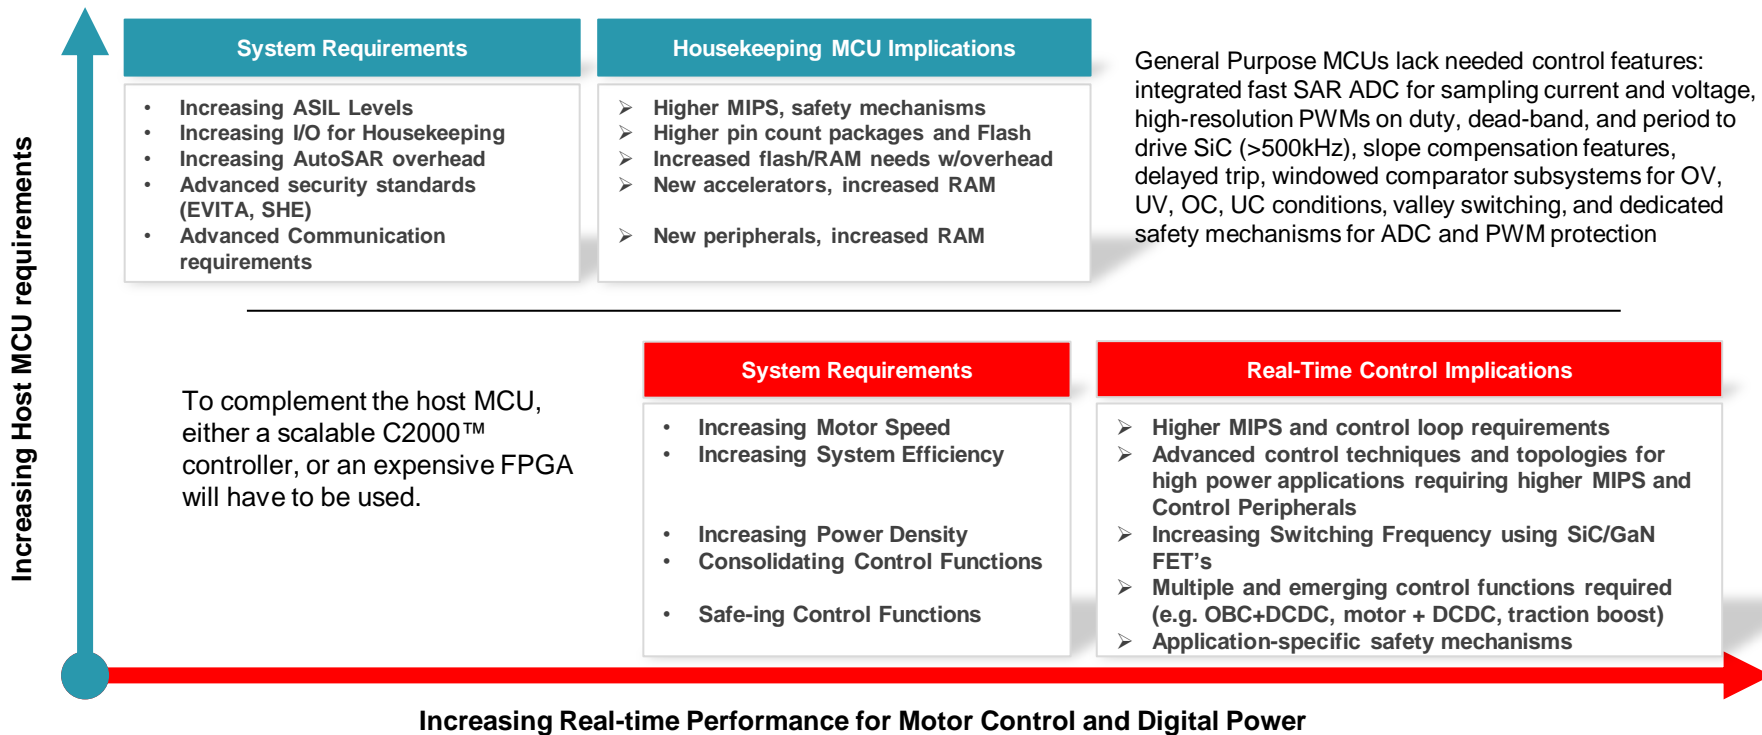 Increasing Host MCU requirements
System Requirements
• Increasing ASIL Levels
• Increasing I/O for Housekeeping
• Increasing AutoSAR overhead
• Advanced security standards
(EVITA, SHE)
• Advanced Communication
requirements
Housekeeping MCU Implications
➢ Higher MIPS, safety mechanisms
➢ Higher pin count packages and Flash
➢ Increased flash/RAM needs w/overhead
➢ New accelerators, increased RAM
➢ New peripherals, increased RAM
General Purpose MCUs lack needed control features:
integrated fast SAR ADC for sampling current and voltage,
high-resolution PWMs on duty, dead-band, and period to
drive SiC (>500kHz), slope compensation features,
delayed trip, windowed comparator subsystems for OV,
UV, OC, UC conditions, valley switching, and dedicated
safety mechanisms for ADC and PWM protection
To complement the host MCU,
either a scalable C2000™
controller, or an expensive FPGA
will have to be used.
System Requirements
• Increasing Motor Speed
• Increasing System Efficiency
• Increasing Power Density
• Consolidating Control Functions
• Safe-ing Control Functions
Real-Time Control Implications
➢ Higher MIPS and control loop requirements
➢ Advanced control techniques and topologies for
high power applications requiring higher MIPS and
Control Peripherals
➢ Increasing Switching Frequency using SiC/GaN
FET’s
➢ Multiple and emerging control functions required
(e.g. OBC+DCDC, motor + DCDC, traction boost)
➢ Application-specific safety mechanisms
Increasing Real-time Performance for Motor Control and Digital Power